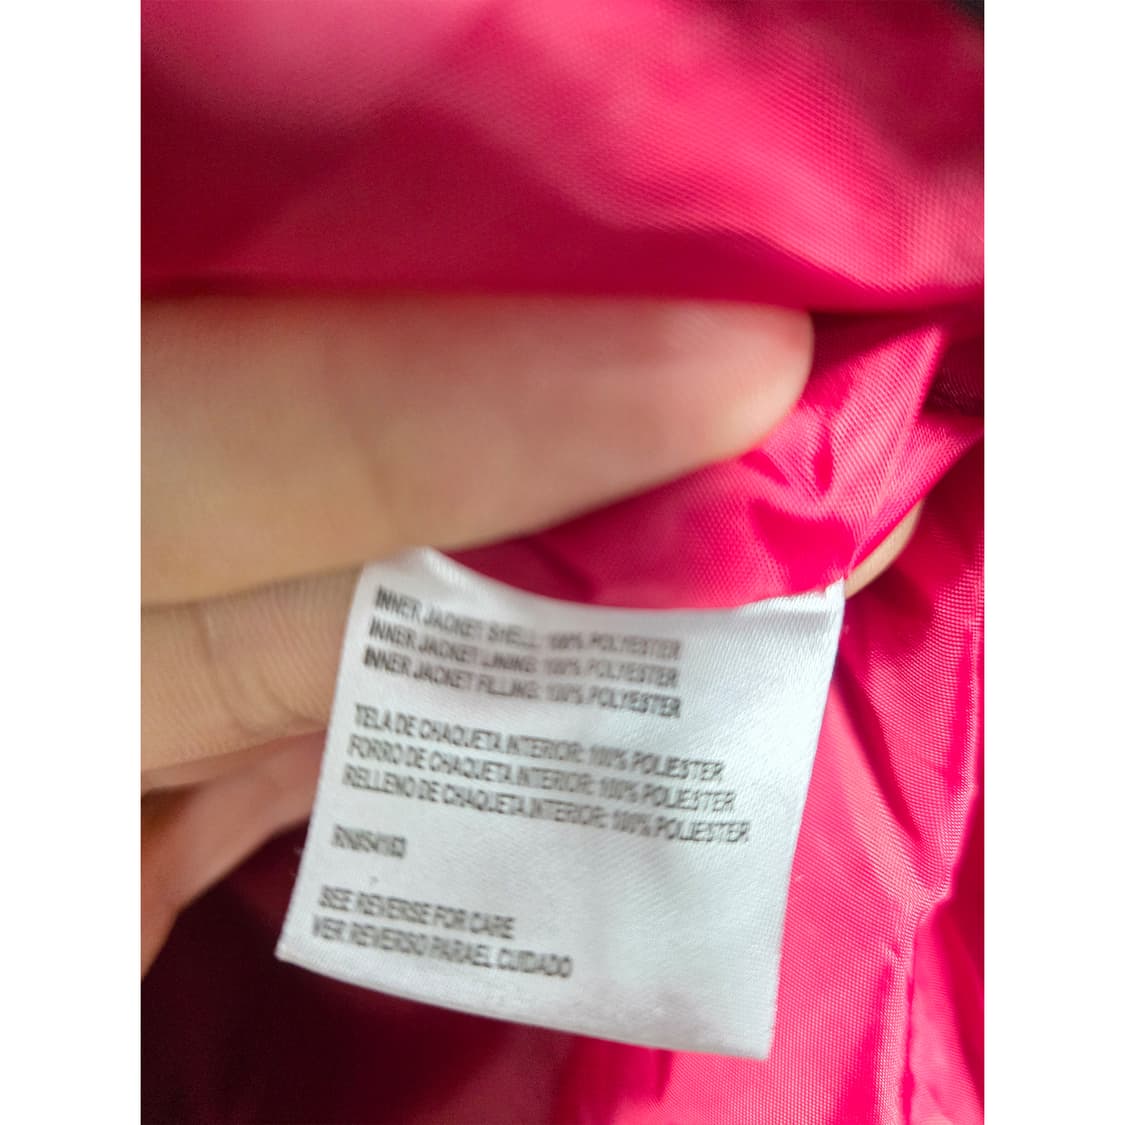 INNER JACKET SHELL: 100% POLYESTER
INNER JACKET LINING: 100% POLYESTER
INNER JACKET FILLING: 100% POLYESTER
TELA DE CHAQUETA INTERIOR: 100% POLIESTER
FORRO DE CHAQUETA INTERIOR: 100% POLIESTER
RELLENO DE CHAQUETA INTERIOR: 100% POLIESTER
SEE REVERSE FOR CARE
VER REVERSO PARA EL CUIDADO